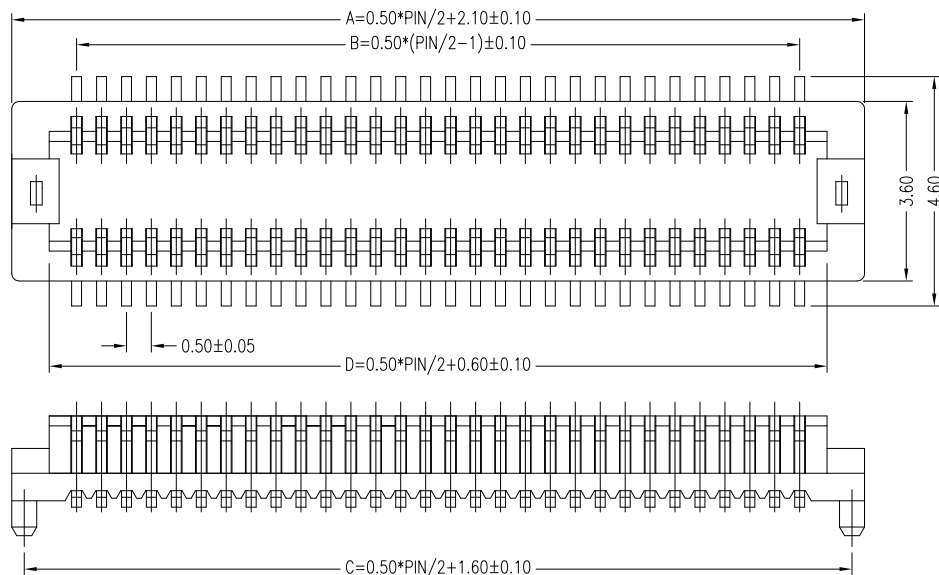 A=0.50*PIN/2+2.10±0.10
B=0.50*(PIN/2-1)±0.10
3.60
4.60
0.50±0.05
D=0.50*PIN/2+0.60±0.10
C=0.50*PIN/2+1.60±0.10